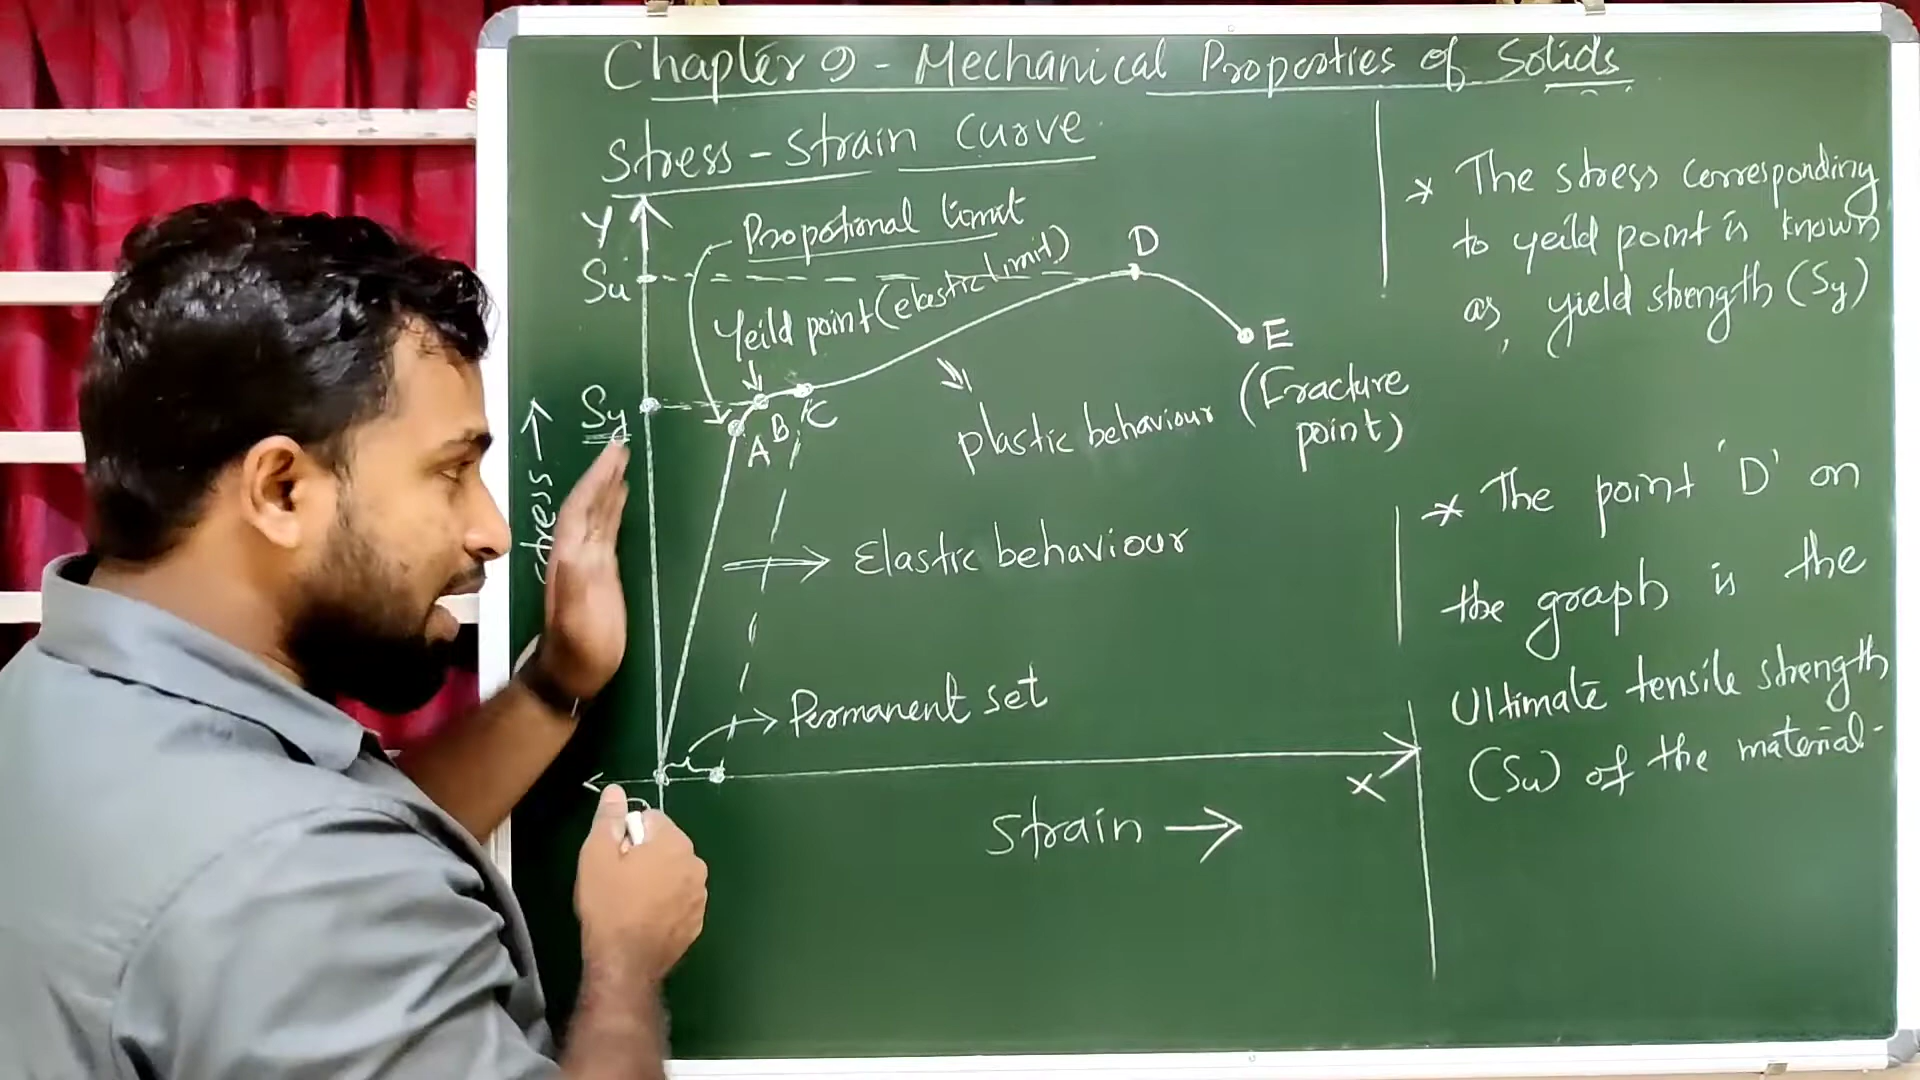 Chapter 9 - Mechanical Properties of Solids
Stress - Strain Curve
Y
Propotional limit
Su
Yeild point (elastic limit)
D
E
(Fracture
point)
Sy
A
B
C
plastic behaviour
Stress
Elastic behaviour
Permanent set
X
Strain
* The stress corresponding
to yeild point is known
as, yield strength (Sy)
* The point 'D' on
the graph is the
Ultimate tensile strength
(Su) of the material.